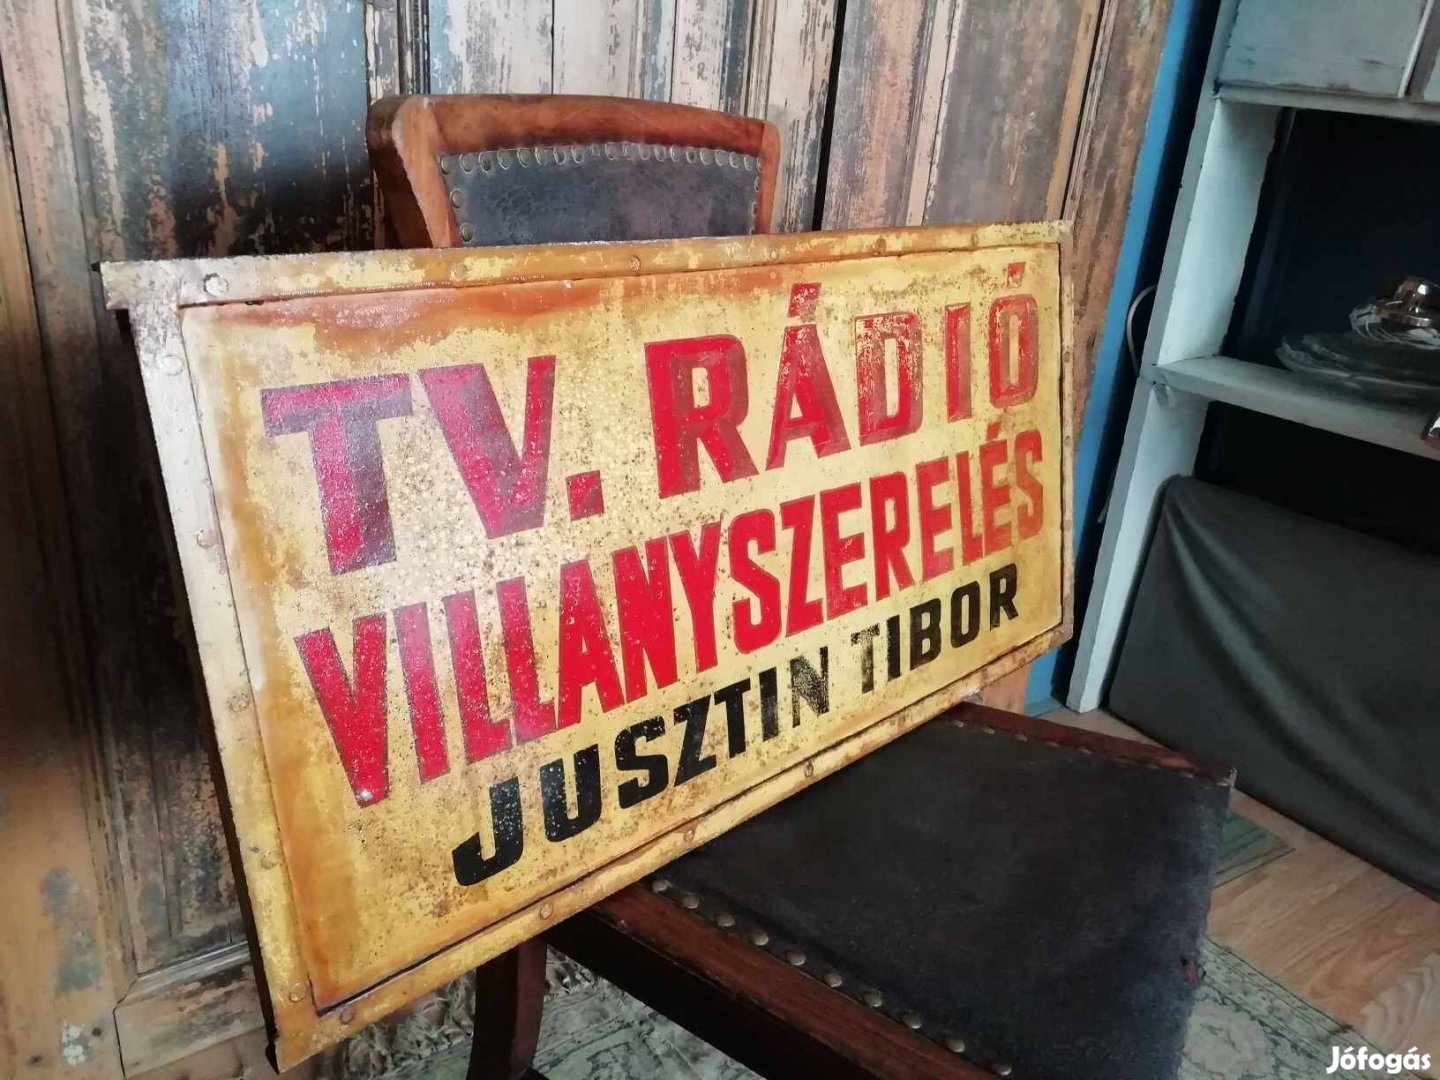 TV. RÁDIÓ
VILLANYSZERELÉS
JUSZTIN TIBOR
Jófogás